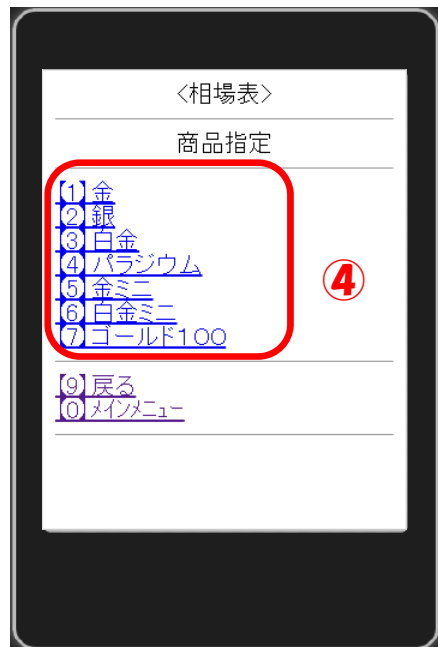 〈相場表〉
商品指定
[1] 金
[2] 銀
[3] 白金
[4] パラジウム
[5] 金ミニ
[6] 白金ミニ
[7] ゴールド100
④
[9] 戻る
[0] メインメニュー